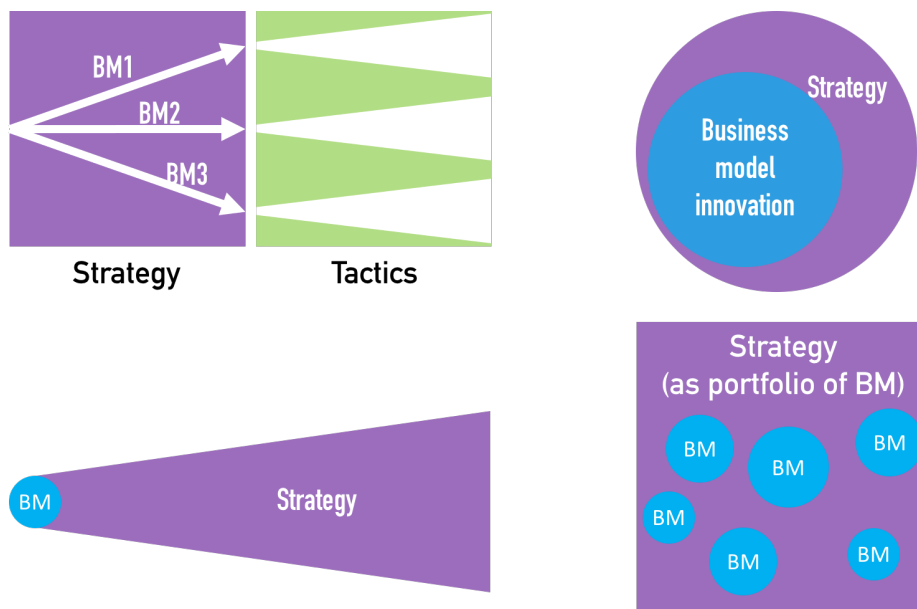 BM1
BM2
BM3
Strategy
Tactics
Strategy
Business
model
innovation
BM
Strategy
Strategy
(as portfolio of BM)
BM
BM
BM
BM
BM
BM